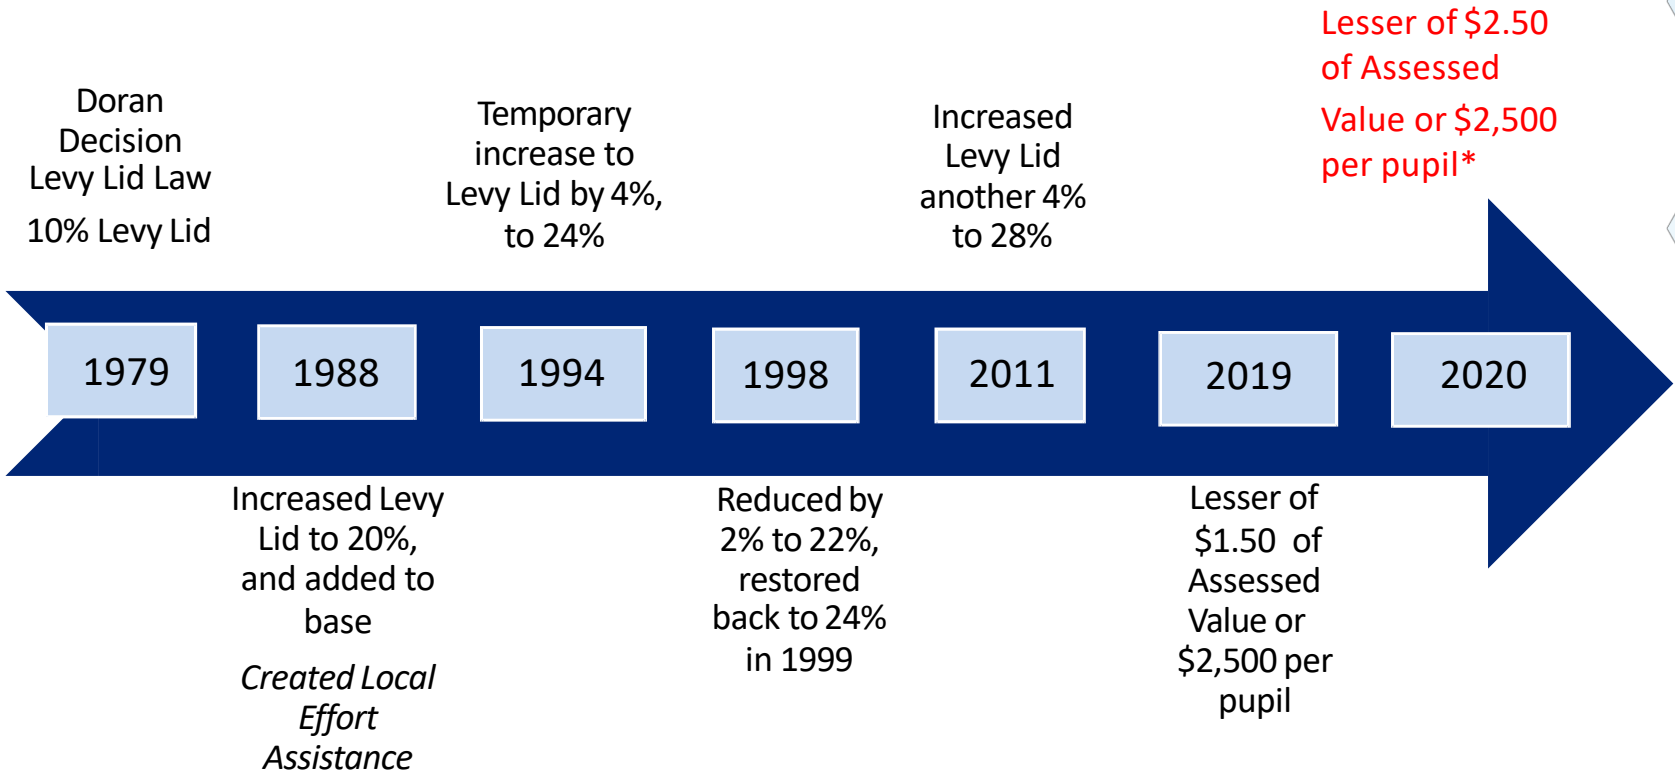 Doran
Decision
Levy Lid Law
10% Levy Lid
Temporary
increase to
Levy Lid by 4%,
to 24%
Increased
Levy Lid
another 4%
to 28%
Lesser of $2.50
of Assessed
Value or $2,500
per pupil*
1979
1988
1994
1998
2011
2019
2020
Increased Levy
Lid to 20%,
and added to
base
Created Local
Effort
Assistance
Reduced by
2% to 22%,
restored
back to 24%
in 1999
Lesser of
$1.50 of
Assessed
Value or
$2,500 per
pupil